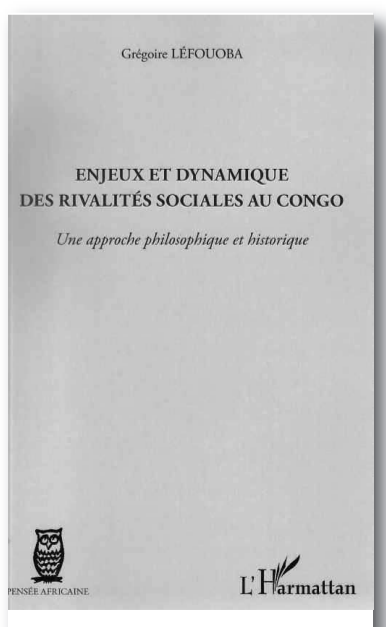 Grégoire LÉFOUOBA
ENJEUX ET DYNAMIQUE
DES RIVALITÉS SOCIALES AU CONGO
Une approche philosophique et historique
PENSÉE AFRICAINE
L'Harmattan